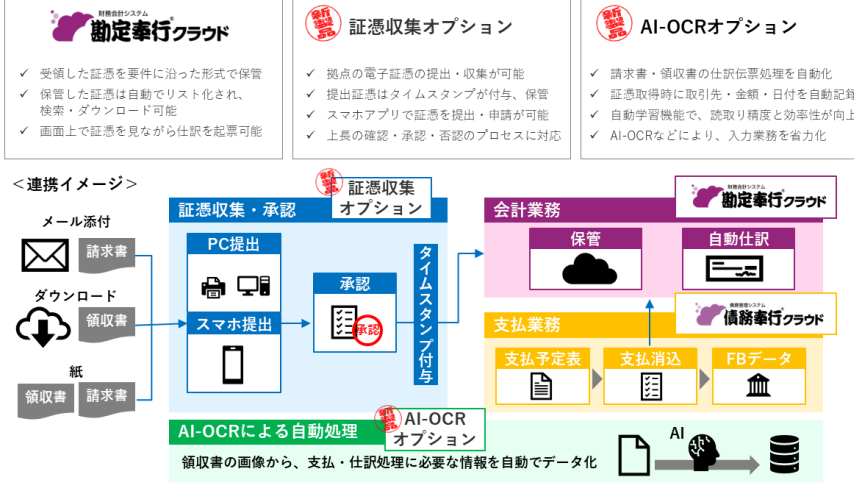 財務会計システム
勘定奉行クラウド
✓ 受領した証憑を要件に沿った形式で保管
✓ 保管した証憑は自動でリスト化され、
検索・ダウンロード可能
✓ 画面上で証憑を見ながら仕訳を起票可能
新製品
証憑収集オプション
✓ 拠点の電子証憑の提出・収集が可能
✓ 提出証憑はタイムスタンプが付与、保管
✓ スマホアプリで証憑を提出・申請が可能
✓ 上長の確認・承認・否認のプロセスに対応
新製品
AI-OCRオプション
✓ 請求書・領収書の仕訳伝票処理を自動化
✓ 証憑取得時に取引先・金額・日付を自動記録
✓ 自動学習機能で、読取り精度と効率性が向上
✓ AI-OCRなどにより、入力業務を省力化
＜連携イメージ＞
メール添付
請求書
ダウンロード
領収書
紙
領収書
請求書
証憑収集・承認
新製品
証憑収集
オプション
PC提出
スマホ提出
承認
承認
タイムスタンプ付与
会計業務
財務会計システム
勘定奉行クラウド
保管
自動仕訳
支払業務
債務管理システム
債務奉行クラウド
支払予定表
支払消込
FBデータ
AI-OCRによる自動処理
新製品
AI-OCR
オプション
領収書の画像から、支払・仕訳処理に必要な情報を自動でデータ化
AI